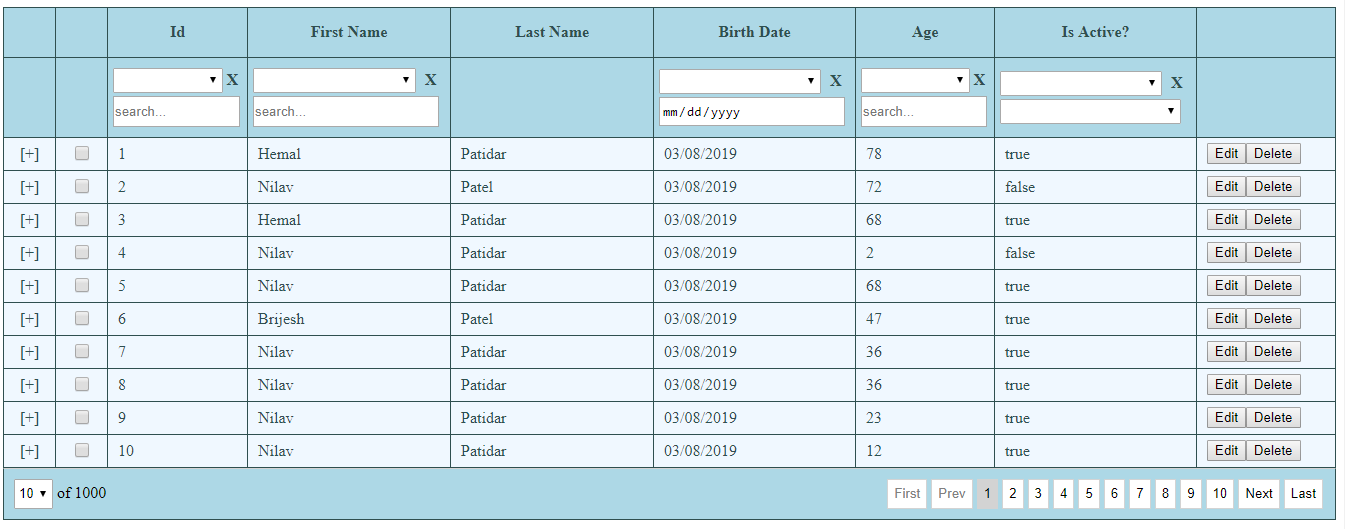 Id First Name Last Name Birth Date Age Is Active?
X X X X X
search... search... mm/dd/yyyy search...
[+] 1 Hemal Patidar 03/08/2019 78 true Edit Delete
[+] 2 Nilav Patel 03/08/2019 72 false Edit Delete
[+] 3 Hemal Patidar 03/08/2019 68 true Edit Delete
[+] 4 Nilav Patidar 03/08/2019 2 false Edit Delete
[+] 5 Nilav Patidar 03/08/2019 68 true Edit Delete
[+] 6 Brijesh Patel 03/08/2019 47 true Edit Delete
[+] 7 Nilav Patidar 03/08/2019 36 true Edit Delete
[+] 8 Nilav Patidar 03/08/2019 36 true Edit Delete
[+] 9 Nilav Patidar 03/08/2019 23 true Edit Delete
[+] 10 Nilav Patidar 03/08/2019 12 true Edit Delete
10 of 1000 First Prev 1 2 3 4 5 6 7 8 9 10 Next Last